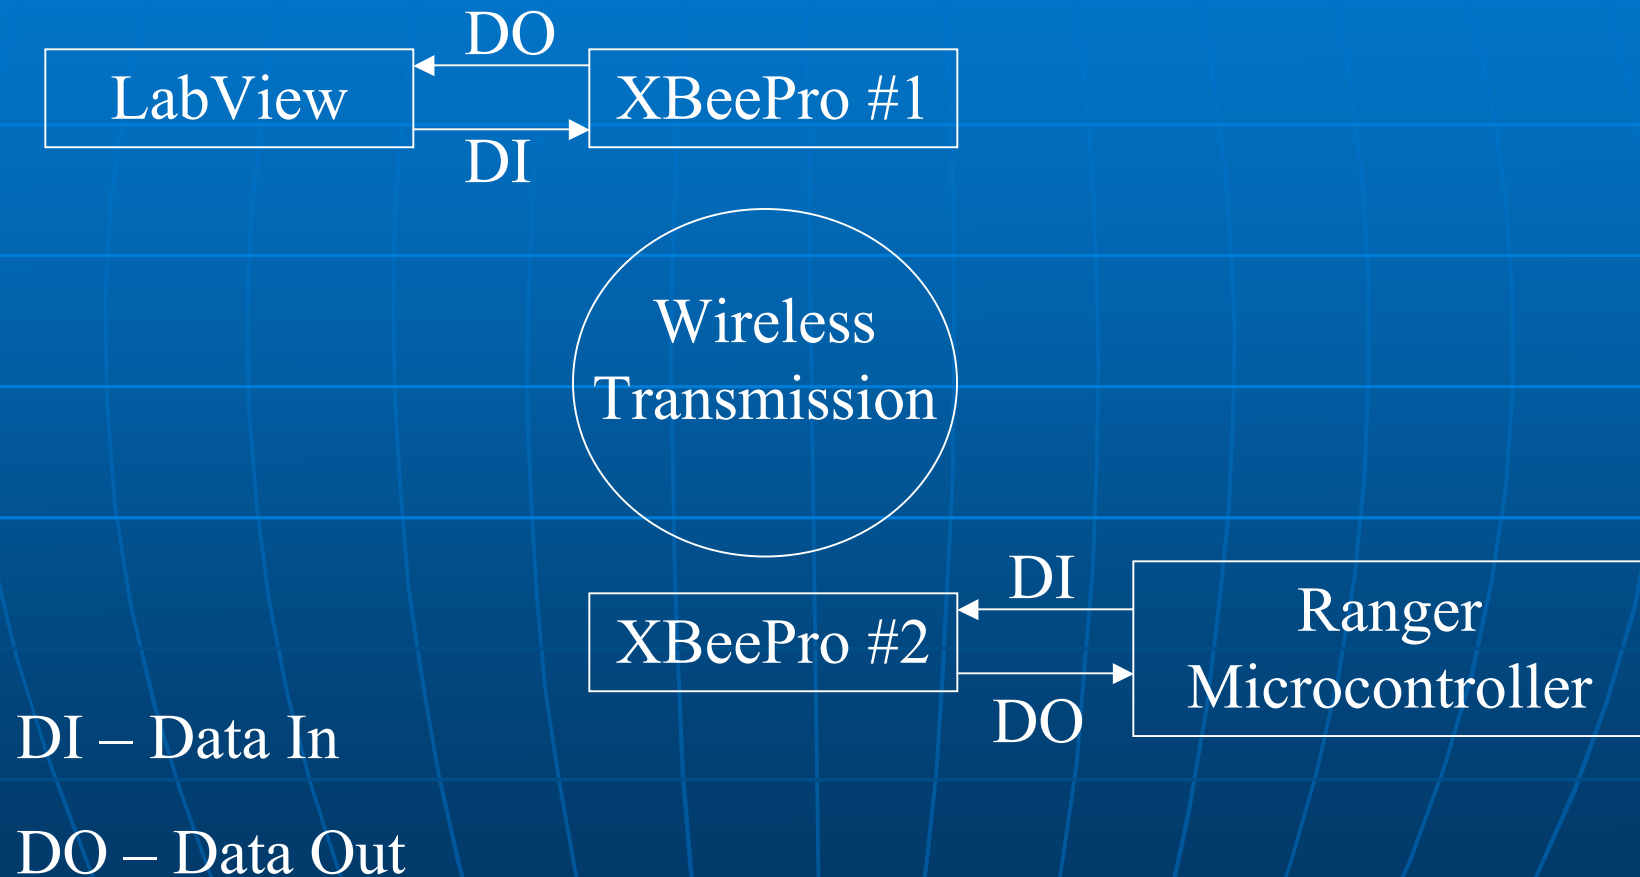 DO
LabView
XBeePro #1
DI
Wireless
Transmission
DI
XBeePro #2
Ranger
Microcontroller
DO
DI – Data In
DO – Data Out